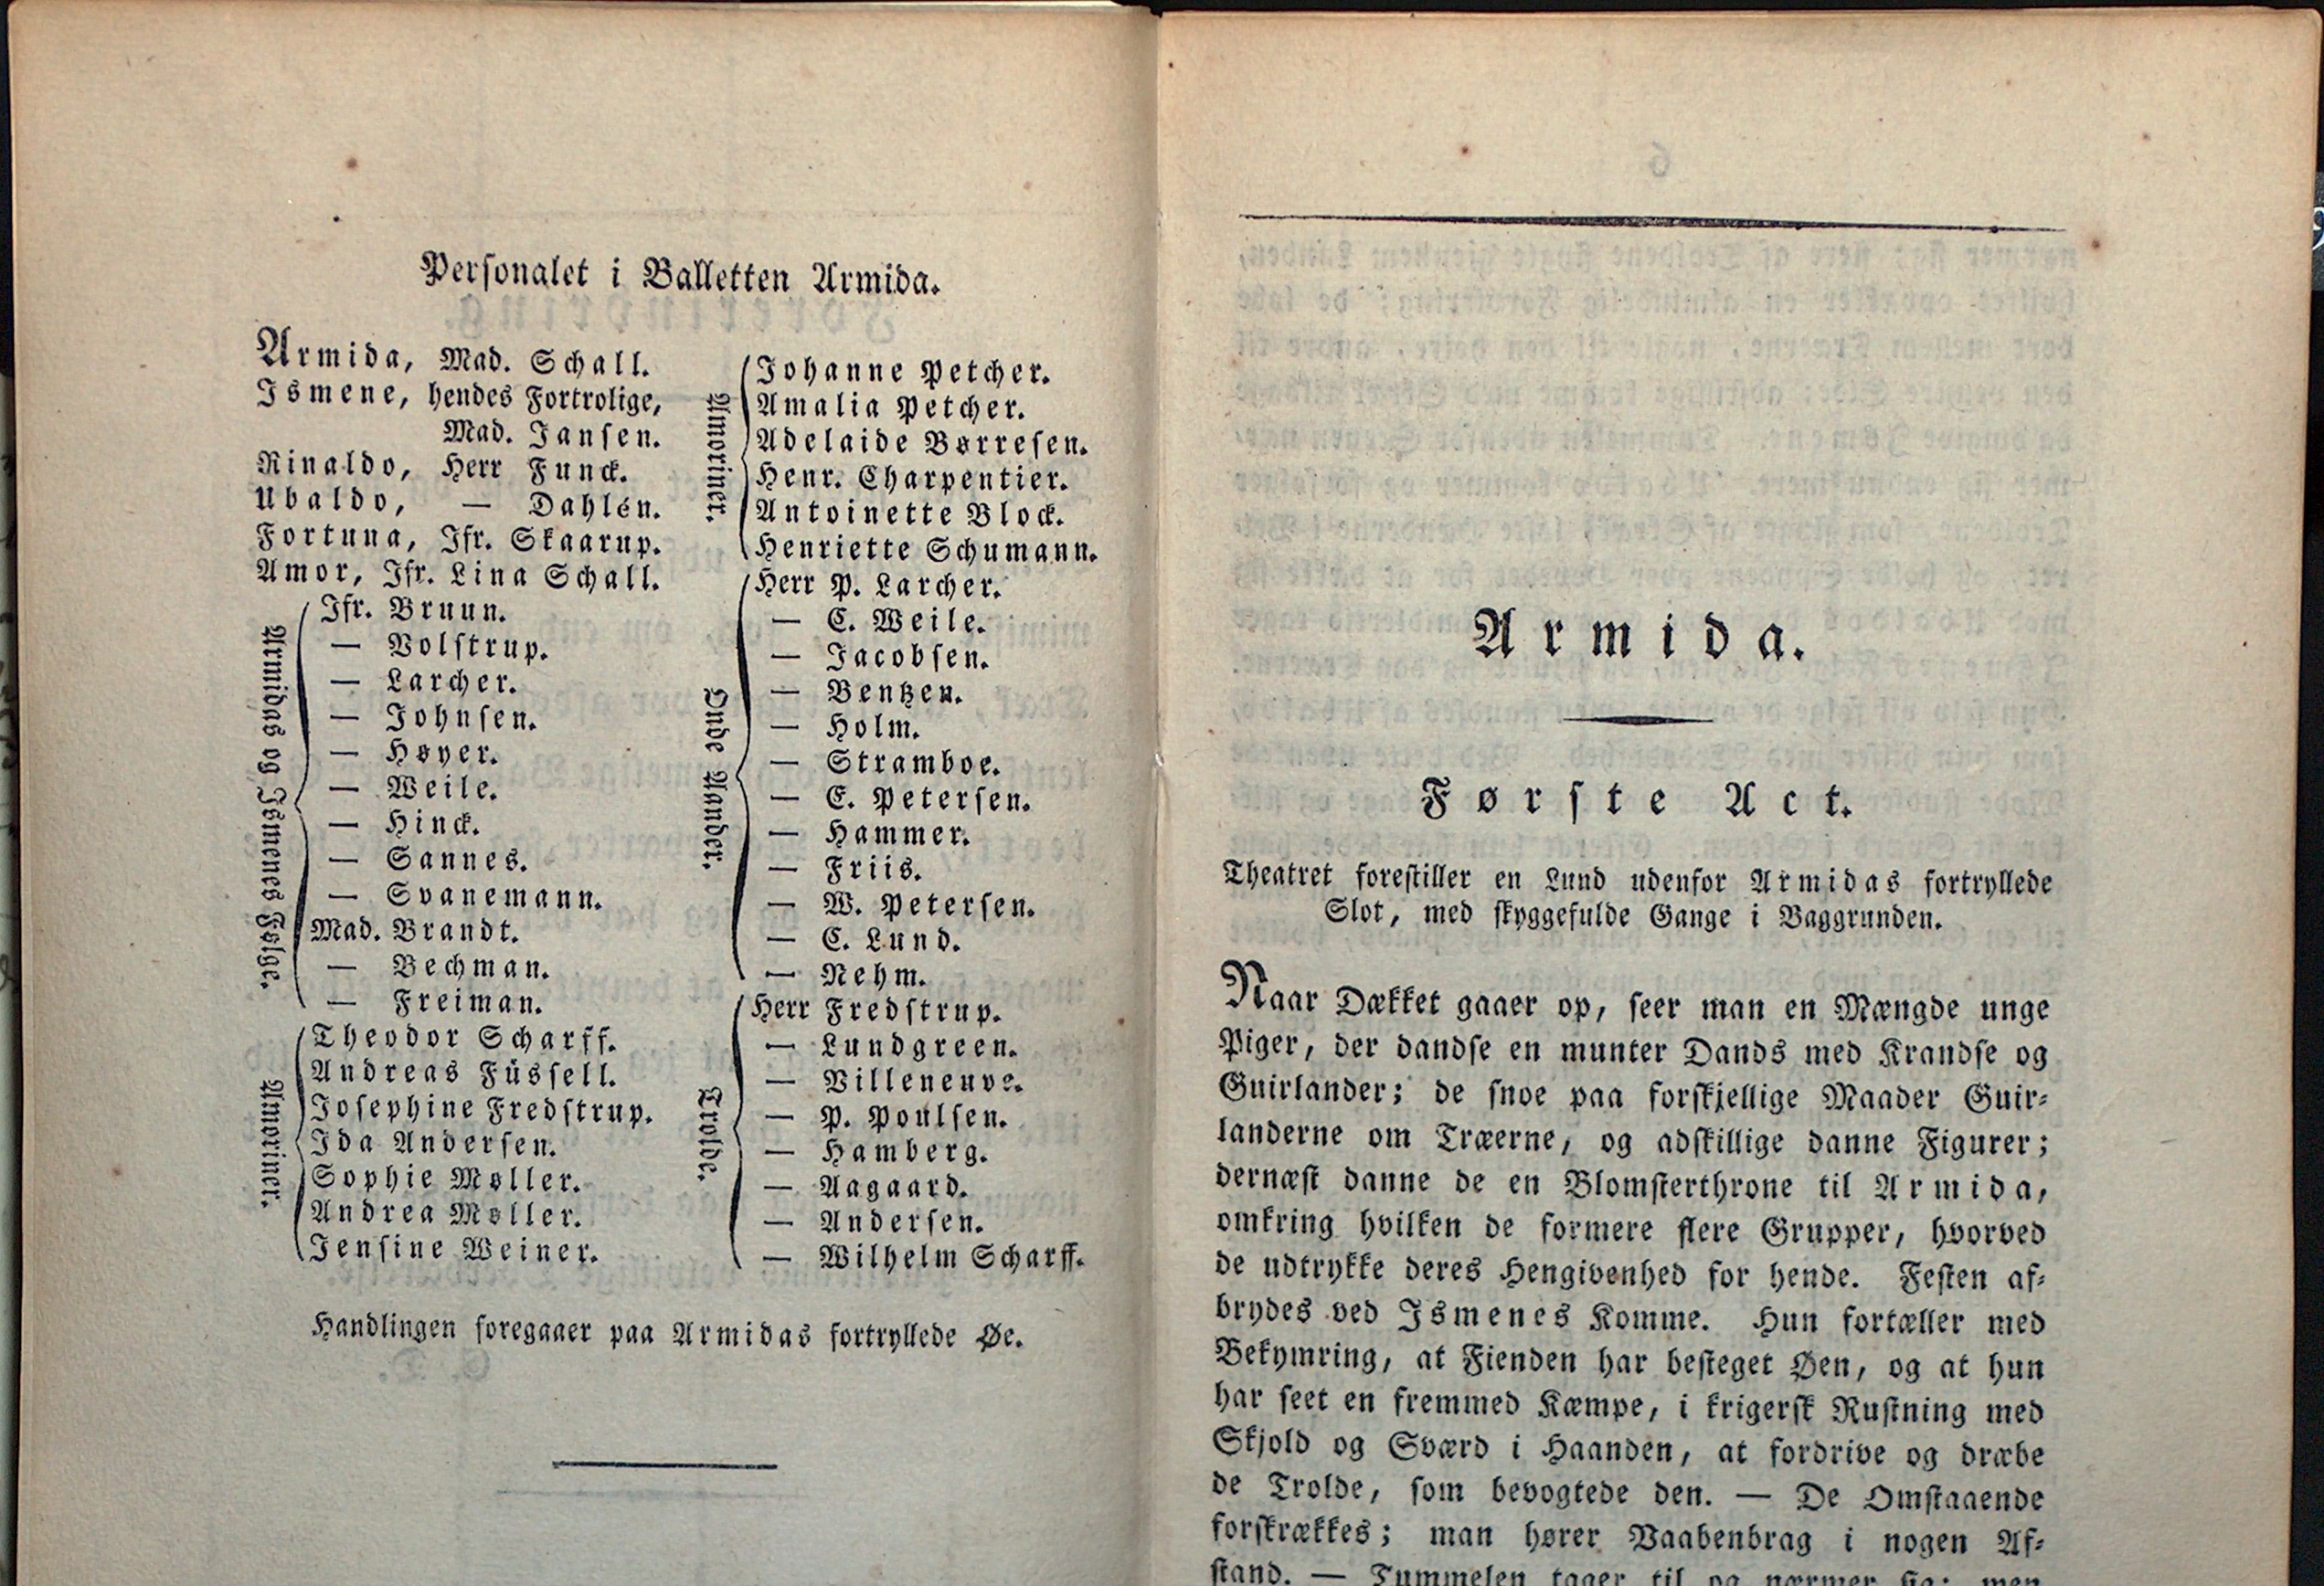 Personalet i Balletten Armida.
Armida, Mad. Schall.
Ismene, hendes Fortrolige,
Mad. Jansen.
Rinaldo, Herr Funck.
Ubaldo, — Dahlén.
Fortuna, Jfr. Skaarup.
Amor, Jfr. Lina Schall.
Armidas og Ismenes Følge.
Jfr. Bruun.
— Volstrup.
— Larcher.
— Johnsen.
— Høyer.
— Weile.
— Hinck.
— Sannes.
— Svanemann.
Mad. Brandt.
— Bechman.
— Freiman.
Amoriner.
Theodor Scharff.
Andreas Füssell.
Josephine Fredstrup.
Ida Andersen.
Sophie Møller.
Andrea Møller.
Jensine Weiner.
Amoriner.
Johanne Petcher.
Amalia Petcher.
Adelaide Børresen.
Henr. Charpentier.
Antoinette Block.
Henriette Schumann.
Onde Aander.
Herr P. Larcher.
— C. Weile.
— Jacobsen.
— Bentzen.
— Holm.
— Stramboe.
— E. Petersen.
— Hammer.
— Friis.
— W. Petersen.
— C. Lund.
— Nehm.
Trolde.
Herr Fredstrup.
— Lundgreen.
— Villeneuve.
— P. Poulsen.
— Hamberg.
— Aagaard.
— Andersen.
— Wilhelm Scharff.
Handlingen foregaaer paa Armidas fortryllede Øe.
Armida.
Første Act.
Theatret forestiller en Lund udenfor Armidas fortryllede
Slot, med skyggefulde Gange i Baggrunden.
Naar Dækket gaaer op, seer man en Mængde unge
Piger, der dandse en munter Dands med Krandse og
Guirlander; de snoe paa forskjellige Maader Guir-
landerne om Træerne, og adskillige danne Figurer;
dernæst danne de en Blomsterthrone til Armida,
omkring hvilken de formere flere Grupper, hvorved
de udtrykke deres Hengivenhed for hende. Festen af-
brydes ved Ismenes Komme. Hun fortæller med
Bekymring, at Fienden har besteget Øen, og at hun
har seet en fremmed Kæmpe, i krigersk Rustning med
Skjold og Sværd i Haanden, at fordrive og dræbe
de Trolde, som bevogtede den. — De Omstaaende
forskrækkes; man hører Vaabenbrag i nogen Af-
stand. — Tummelen tager til og nærmer sig; men